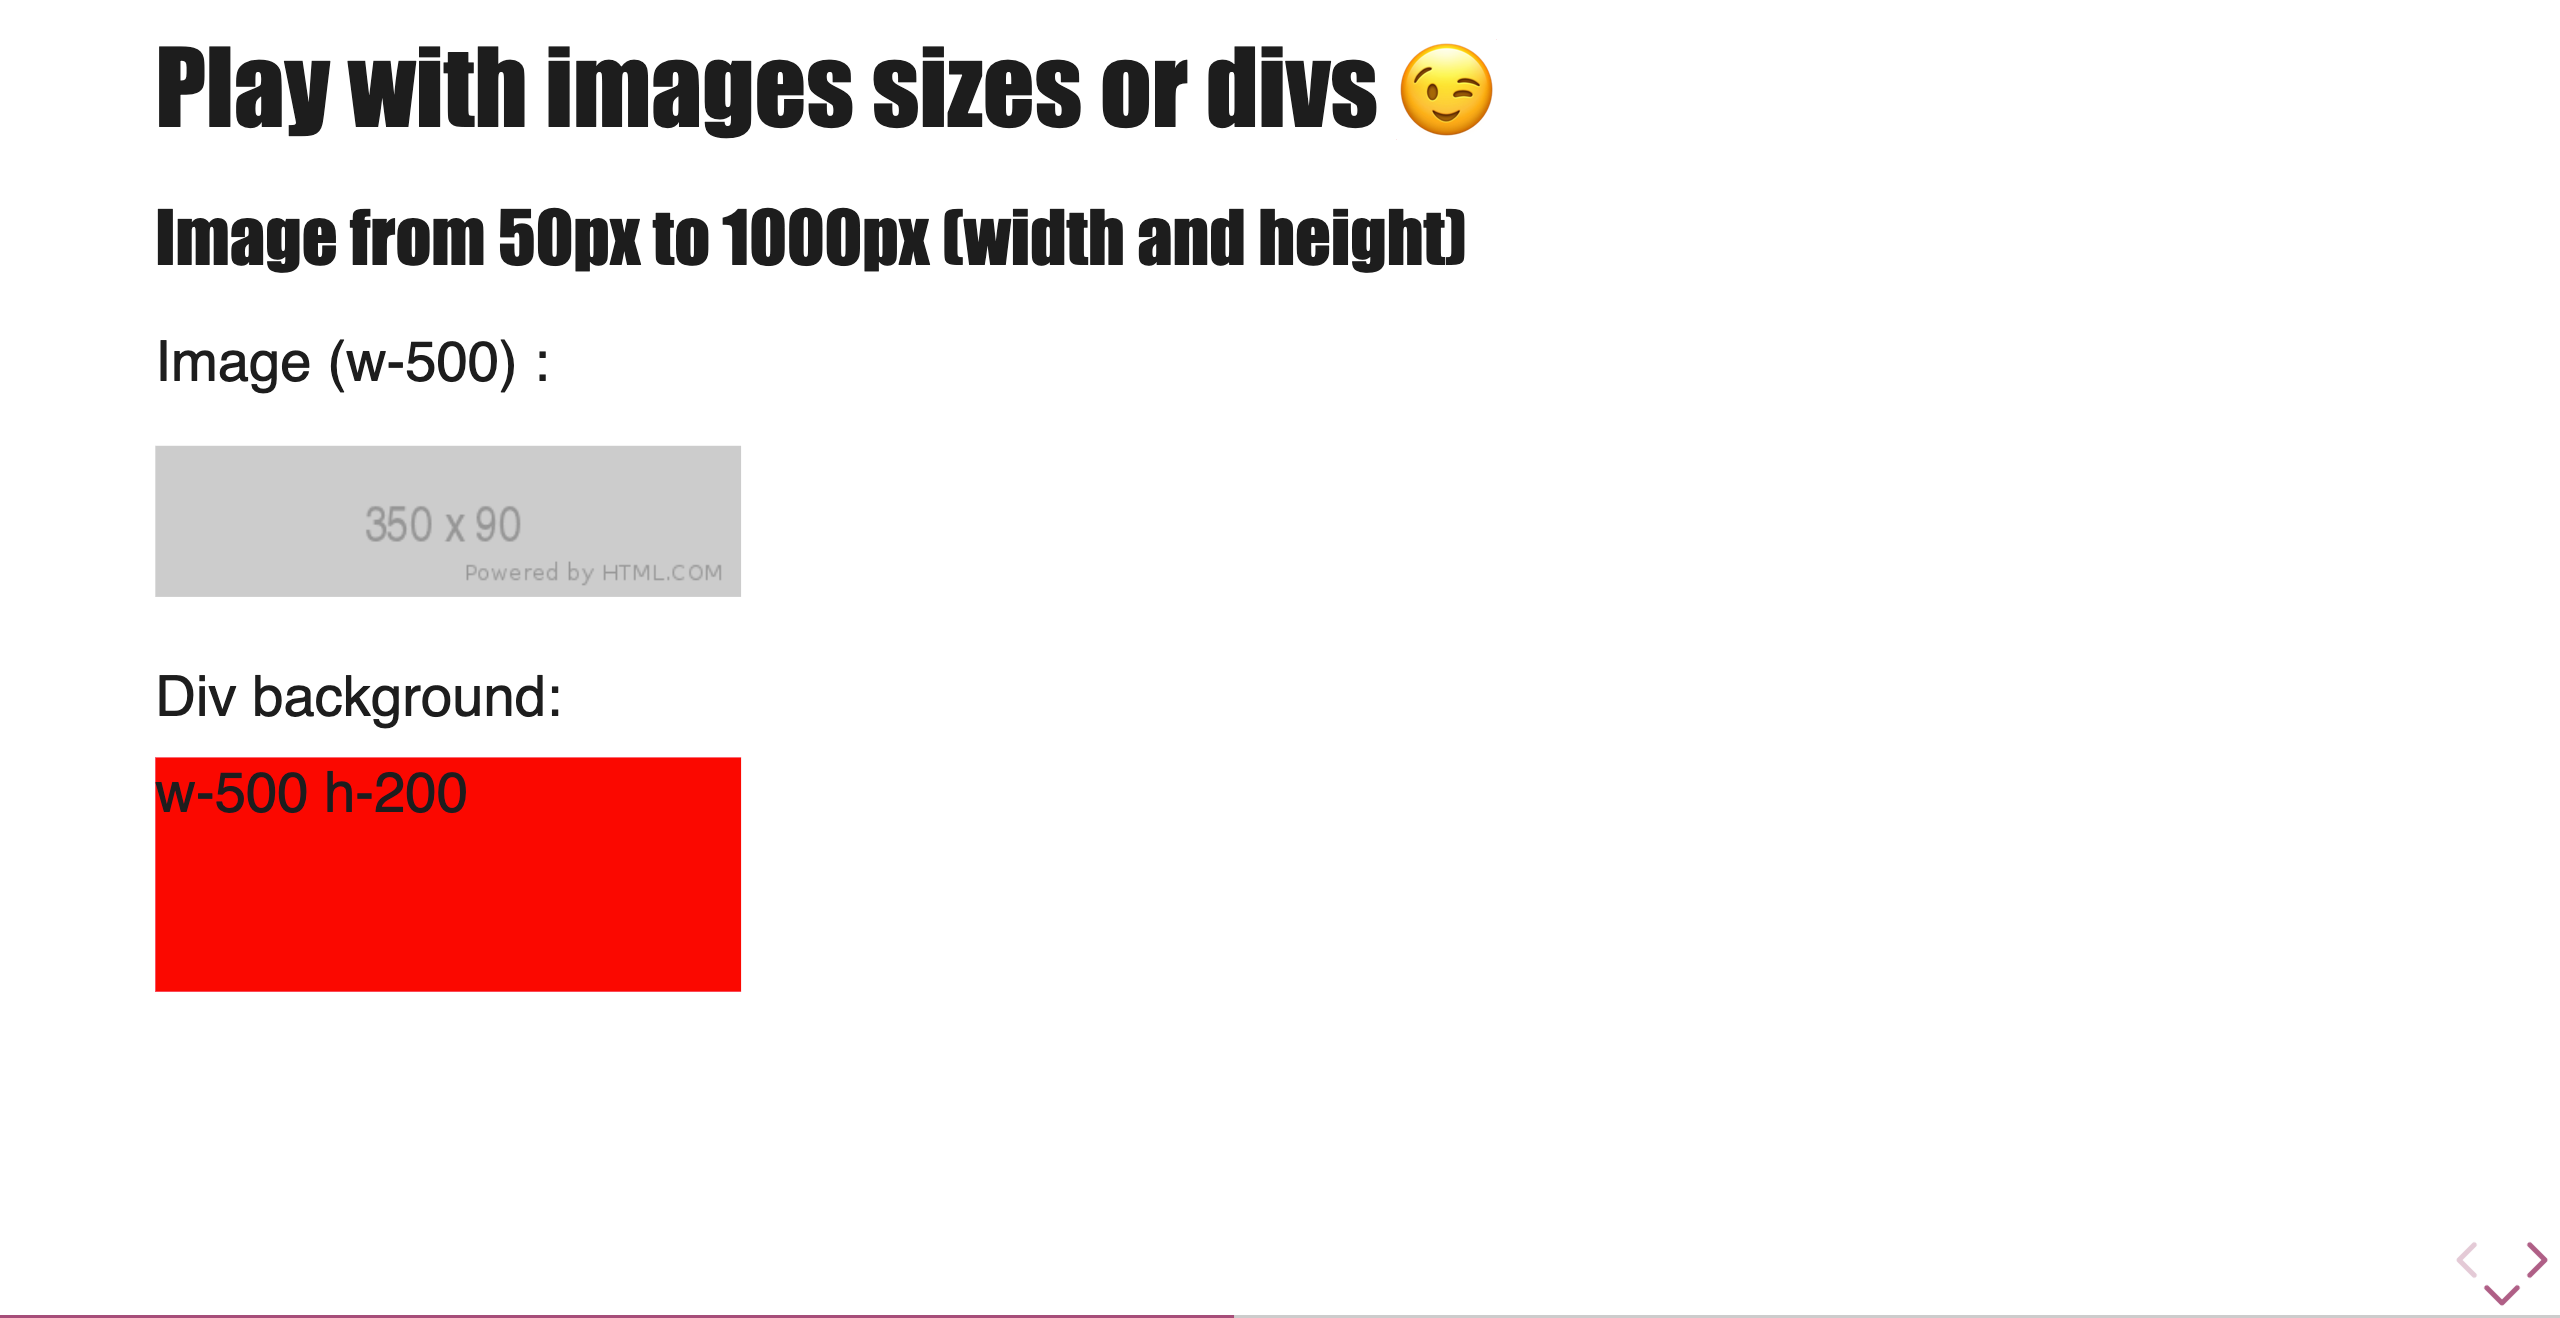 Play with images sizes or divs 😉
Image from 50px to 1000px (width and height)
Image (w-500) :
350 x 90
Powered by HTML.COM
Div background:
w-500 h-200